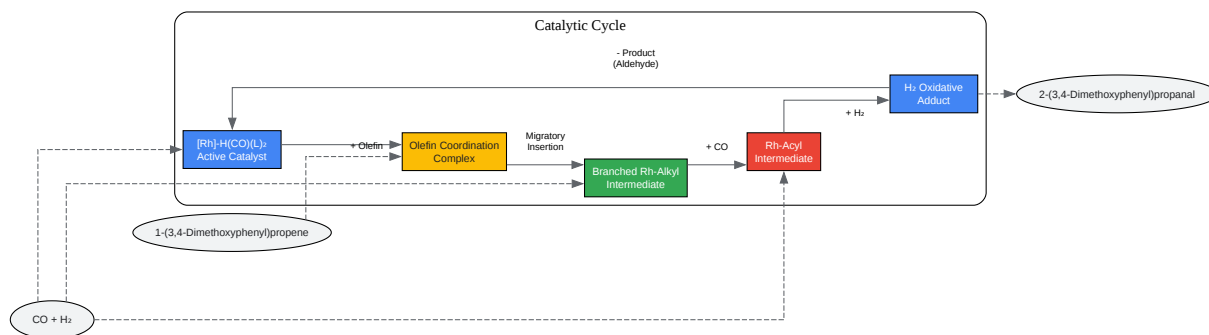 Catalytic Cycle
- Product
(Aldehyde)
H₂ Oxidative
Adduct
2-(3,4-Dimethoxyphenyl)propanal
+ H₂
[Rh]-H(CO)(L)₂
Active Catalyst
+ Olefin
Olefin Coordination
Complex
Migratory
Insertion
Branched Rh-Alkyl
Intermediate
+ CO
Rh-Acyl
Intermediate
1-(3,4-Dimethoxyphenyl)propene
CO + H₂